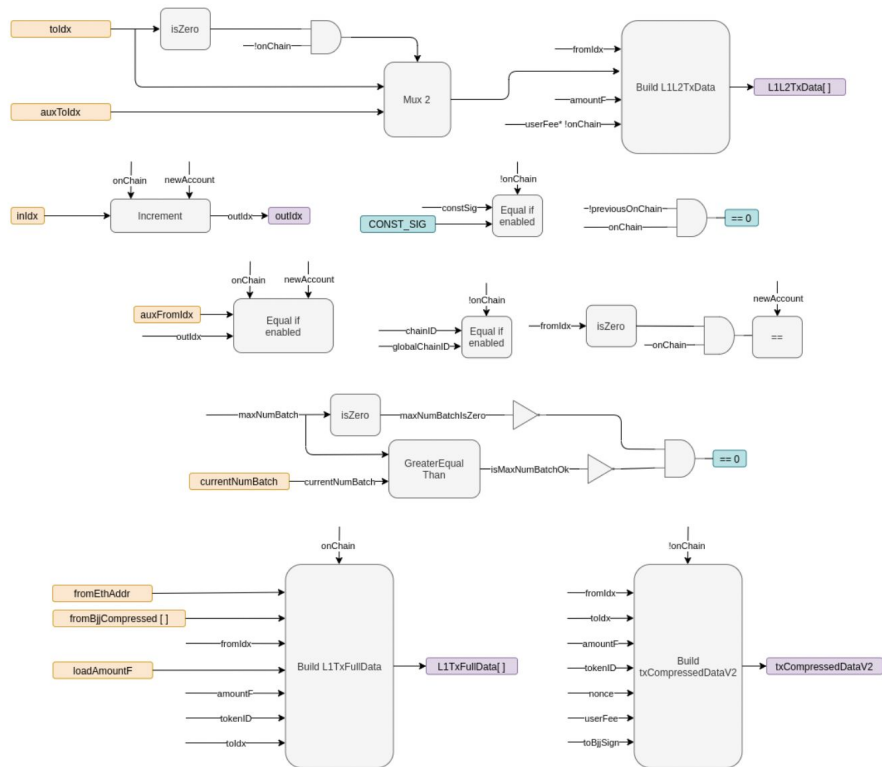 toIdx
isZero
!onChain
fromIdx
Mux 2
Build L1L2TxData
L1L2TxData[ ]
auxToIdx
amountF
userFee* !onChain
onChain
newAccount
inIdx
Increment
outIdx
outIdx
!onChain
constSig
CONST_SIG
Equal if
enabled
!previousOnChain
onChain
== 0
onChain
newAccount
auxFromIdx
outIdx
Equal if
enabled
!onChain
chainID
globalChainID
Equal if
enabled
fromIdx
isZero
onChain
newAccount
==
maxNumBatch
isZero
maxNumBatchIsZero
currentNumBatch
currentNumBatch
GreaterEqual
Than
isMaxNumBatchOk
== 0
onChain
fromEthAddr
fromBjjCompressed [ ]
fromIdx
loadAmountF
amountF
tokenID
toIdx
Build L1TxFullData
L1TxFullData[ ]
!onChain
fromIdx
toIdx
amountF
tokenID
nonce
userFee
toBjjSign
Build
txCompressedDataV2
txCompressedDataV2